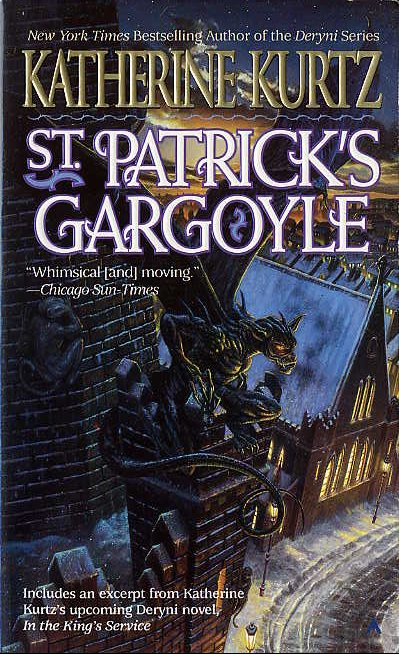 New York Times Bestselling Author of the Deryni Series
KATHERINE KURTZ
ST. PATRICK'S
GARGOYLE
"Whimsical [and] moving."
—Chicago Sun-Times
Includes an excerpt from Katherine
Kurtz's upcoming Deryni novel,
In the King's Service